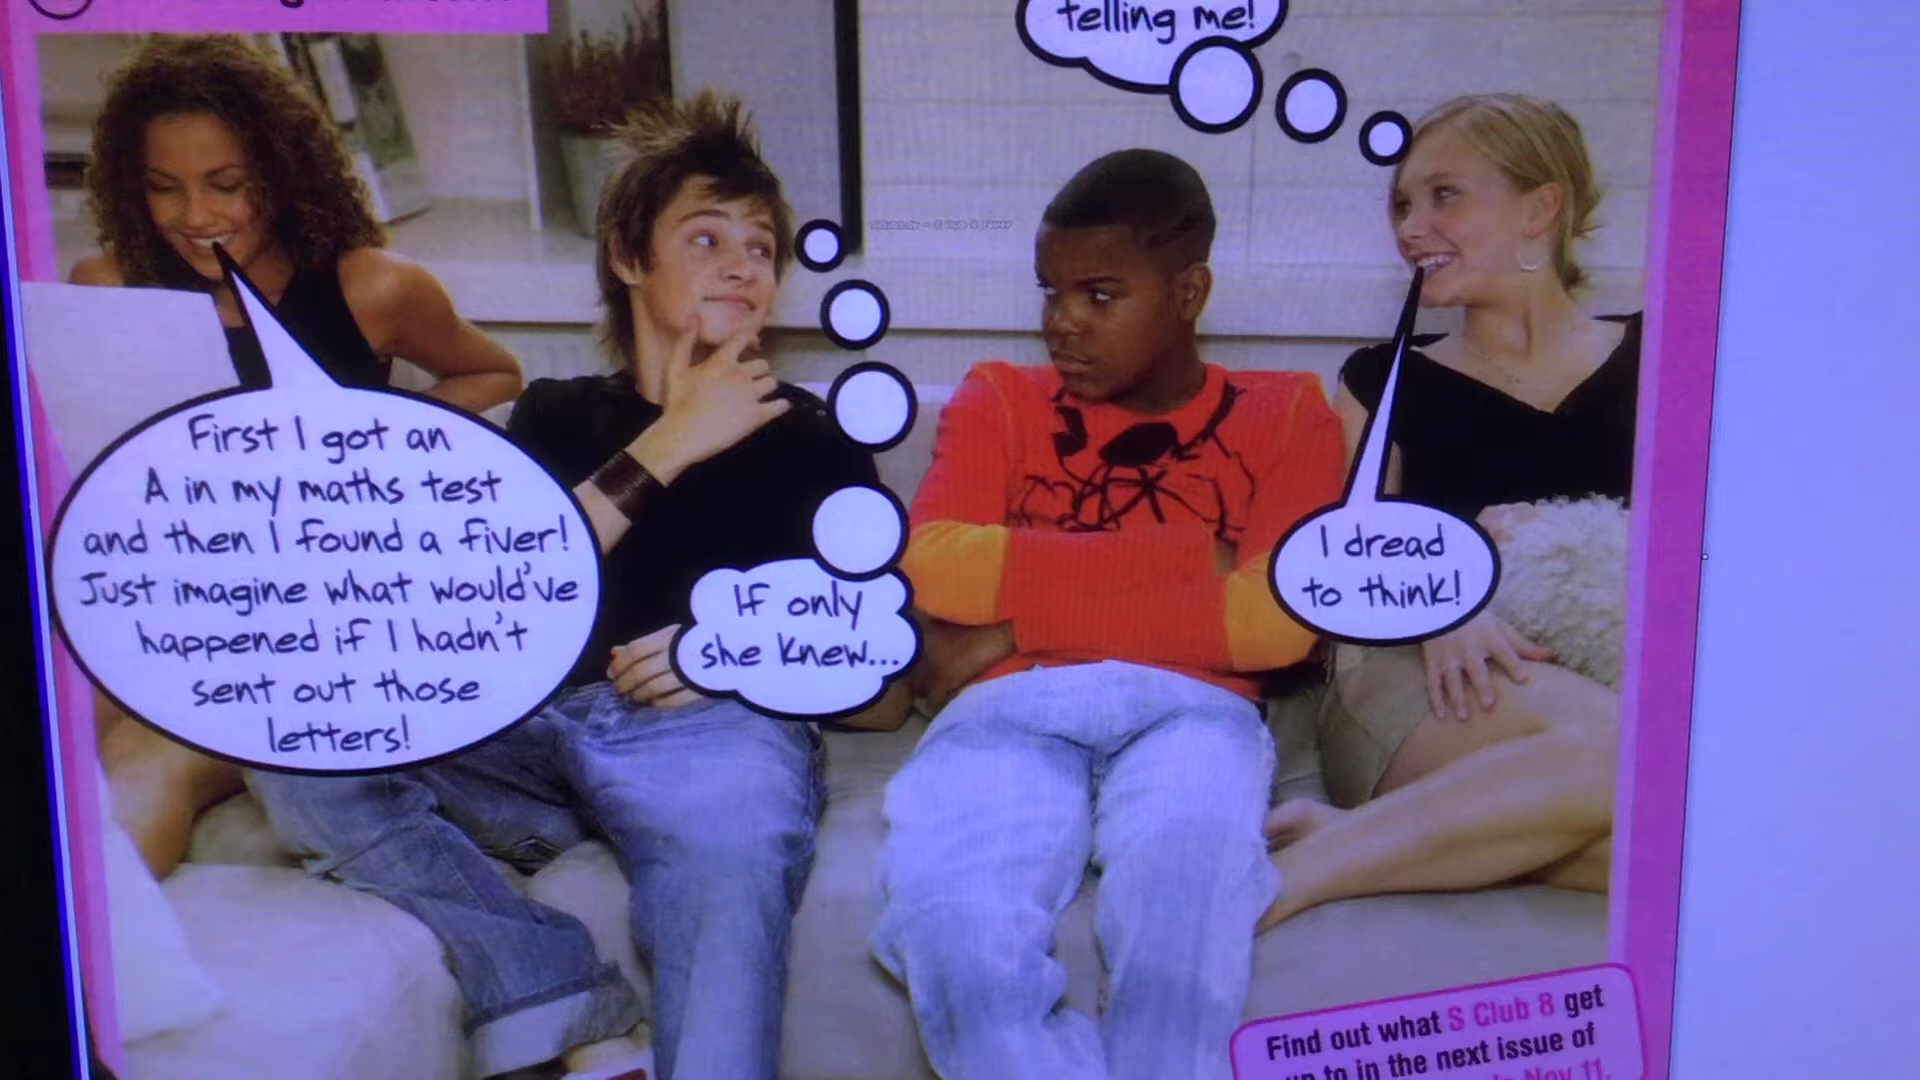 telling me!
First I got an
A in my maths test
and then I found a fiver!
Just imagine what would've
happened if I hadn't
sent out those
letters!
If only
she knew...
I dread
to think!
Find out what S Club 8 get
up to in the next issue of
Nov 11.